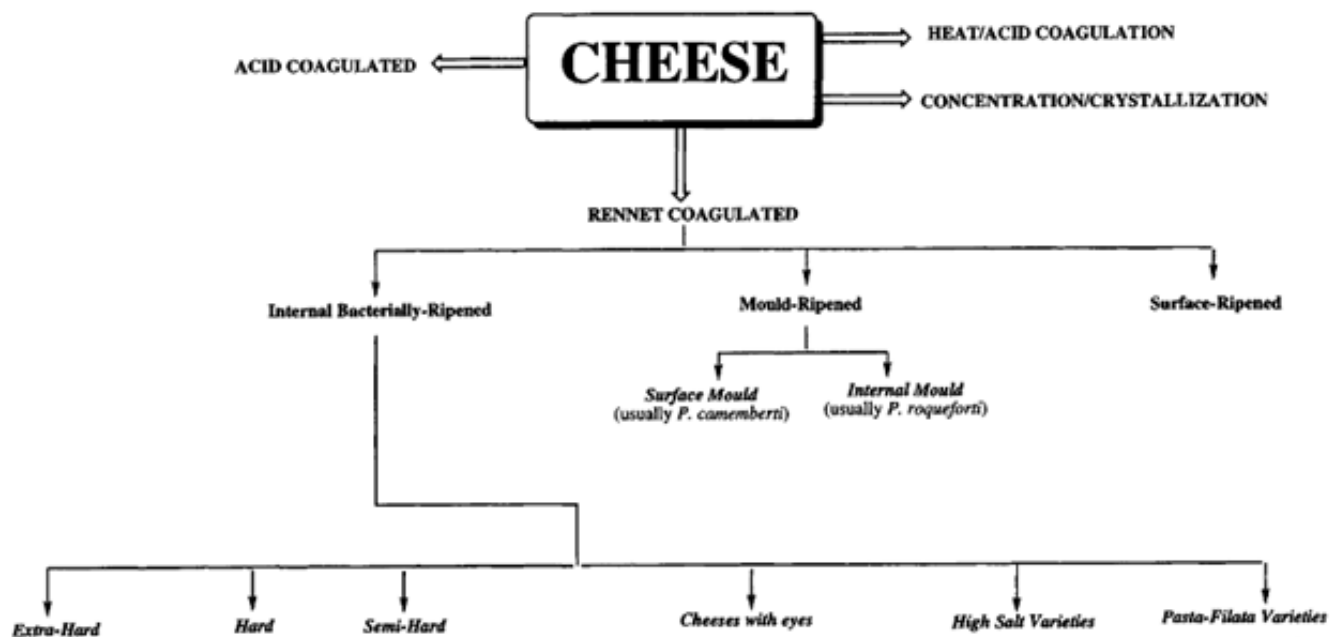 CHEESE
HEAT/ACID COAGULATION
ACID COAGULATED
CONCENTRATION/CRYSTALLIZATION
RENNET COAGULATED
Internal Bacterially-Ripened
Mould-Ripened
Surface-Ripened
Surface Mould
(usually P. camemberti)
Internal Mould
(usually P. roqueforti)
Extra-Hard
Hard
Semi-Hard
Cheeses with eyes
High Salt Varieties
Pasta-Filata Varieties